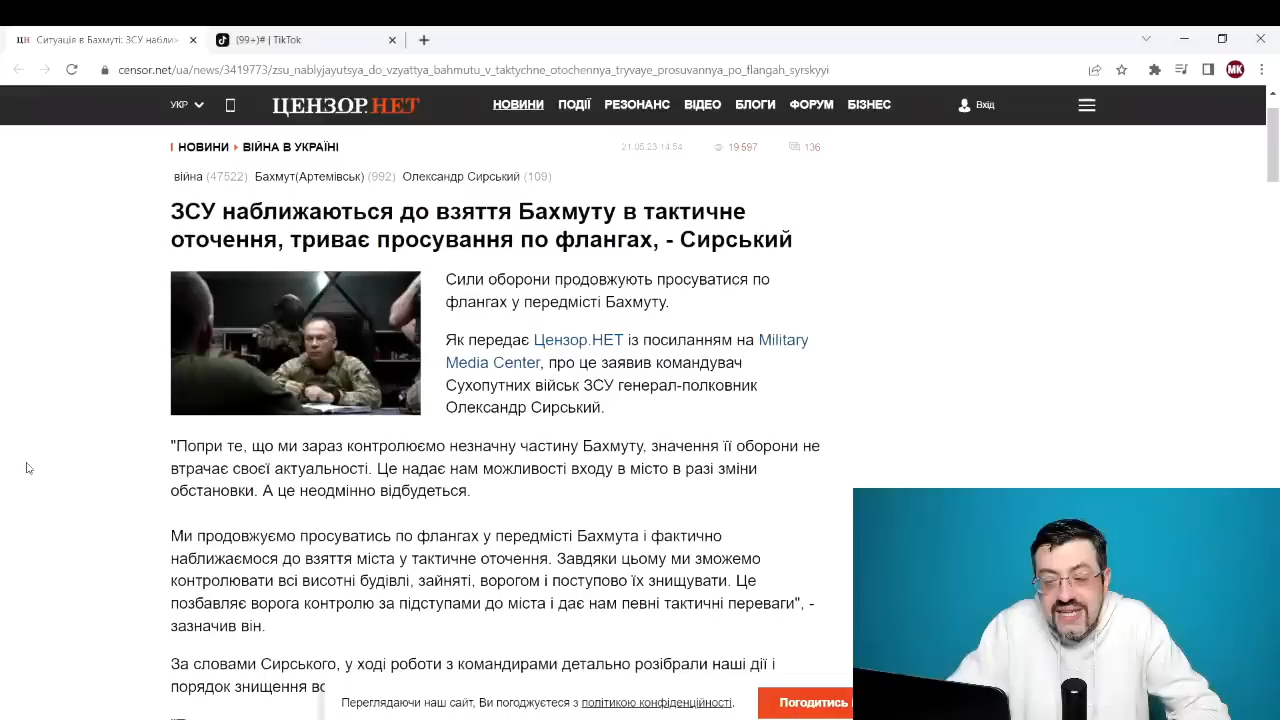 ЦН Ситуація в Бахмуті: ЗСУ набли
(99+)# | TikTok
censor.net/ua/news/3419773/zsu_nablyjayutsya_do_vzyattya_bahmutu_v_taktychne_otochennya_tryvaye_prosuvannya_po_flangah_syrskyyi
MK
УКР
ЦЕНЗОР.НЕТ
НОВИНИ ПОДІЇ РЕЗОНАНС ВІДЕО БЛОГИ ФОРУМ БІЗНЕС
Вхід
НОВИНИ ВІЙНА В УКРАЇНІ
21.05.23 14:54 19 597 136
війна (47522) Бахмут(Артемівськ) (992) Олександр Сирський (109)
ЗСУ наближаються до взяття Бахмуту в тактичне
оточення, триває просування по флангах, - Сирський
Сили оборони продовжують просуватися по
флангах у передмісті Бахмуту.
Як передає Цензор.НЕТ із посиланням на Military
Media Center, про це заявив командувач
Сухопутних військ ЗСУ генерал-полковник
Олександр Сирський.
"Попри те, що ми зараз контролюємо незначну частину Бахмуту, значення її оборони не
втрачає своєї актуальності. Це надає нам можливості входу в місто в разі зміни
обстановки. А це неодмінно відбудеться.
Ми продовжуємо просуватись по флангах у передмісті Бахмута і фактично
наближаємося до взяття міста у тактичне оточення. Завдяки цьому ми зможемо
контролювати всі висотні будівлі, зайняті, ворогом і поступово їх знищувати. Це
позбавляє ворога контролю за підступами до міста і дає нам певні тактичні переваги", -
зазначив він.
За словами Сирського, у ході роботи з командирами детально розібрали наші дії і
порядок знищення
Переглядаючи наш сайт, Ви погоджуєтеся з політикою конфіденційності.
Погодитись